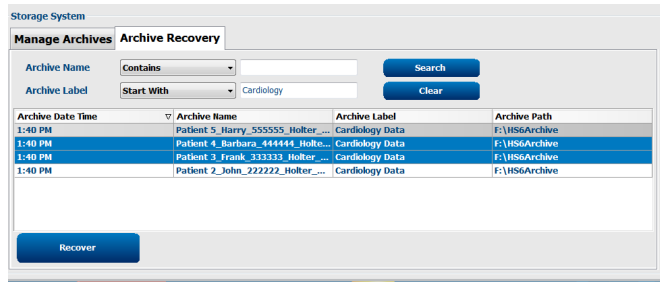 Storage System
Manage Archives Archive Recovery
Archive Name Contains Search
Archive Label Start With Cardiology Clear
Archive Date Time Archive Name Archive Label Archive Path
1:40 PM Patient 5_Harry_555555_Holter_... Cardiology Data F:\HS6Archive
1:40 PM Patient 4_Barbara_444444_Holte... Cardiology Data F:\HS6Archive
1:40 PM Patient 3_Frank_333333_Holter_... Cardiology Data F:\HS6Archive
1:40 PM Patient 2_John_222222_Holter_... Cardiology Data F:\HS6Archive
Recover